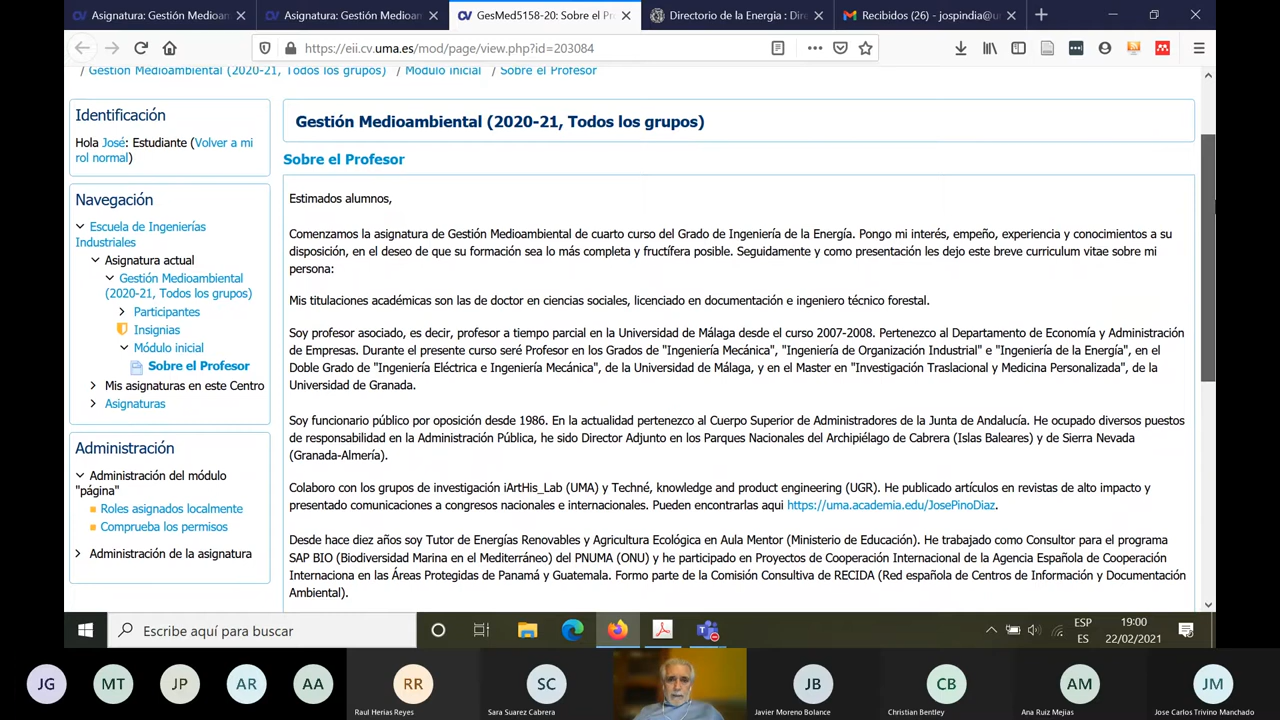 Asignatura: Gestión Medioam
Asignatura: Gestión Medioam
GesMed5158-20: Sobre el Pr
Directorio de la Energia : Dire
Recibidos (26) - jospindia@u
https://eii.cv.uma.es/mod/page/view.php?id=203084
/ Gestión Medioambiental (2020-21, Todos los grupos) / Módulo inicial / Sobre el Profesor
Identificación
Hola José: Estudiante (Volver a mi
rol normal)
Navegación
Escuela de Ingenierías
Industriales
Asignatura actual
Gestión Medioambiental
(2020-21, Todos los grupos)
Participantes
Insignias
Módulo inicial
Sobre el Profesor
Mis asignaturas en este Centro
Asignaturas
Administración
Administración del módulo
"página"
Roles asignados localmente
Comprueba los permisos
Administración de la asignatura
Gestión Medioambiental (2020-21, Todos los grupos)
Sobre el Profesor
Estimados alumnos,
Comenzamos la asignatura de Gestión Medioambiental de cuarto curso del Grado de Ingeniería de la Energía. Pongo mi interés, empeño, experiencia y conocimientos a su
disposición, en el deseo de que su formación sea lo más completa y fructífera posible. Seguidamente y como presentación les dejo este breve curriculum vitae sobre mi
persona:
Mis titulaciones académicas son las de doctor en ciencias sociales, licenciado en documentación e ingeniero técnico forestal.
Soy profesor asociado, es decir, profesor a tiempo parcial en la Universidad de Málaga desde el curso 2007-2008. Pertenezco al Departamento de Economía y Administración
de Empresas. Durante el presente curso seré Profesor en los Grados de "Ingeniería Mecánica", "Ingeniería de Organización Industrial" e "Ingeniería de la Energía", en el
Doble Grado de "Ingeniería Eléctrica e Ingeniería Mecánica", de la Universidad de Málaga, y en el Master en "Investigación Traslacional y Medicina Personalizada", de la
Universidad de Granada.
Soy funcionario público por oposición desde 1986. En la actualidad pertenezco al Cuerpo Superior de Administradores de la Junta de Andalucía. He ocupado diversos puestos
de responsabilidad en la Administración Pública, he sido Director Adjunto en los Parques Nacionales del Archipiélago de Cabrera (Islas Baleares) y de Sierra Nevada
(Granada-Almería).
Colaboro con los grupos de investigación iArtHis_Lab (UMA) y Techné, knowledge and product engineering (UGR). He publicado artículos en revistas de alto impacto y
presentado comunicaciones a congresos nacionales e internacionales. Pueden encontrarlas aqui https://uma.academia.edu/JosePinoDiaz.
Desde hace diez años soy Tutor de Energías Renovables y Agricultura Ecológica en Aula Mentor (Ministerio de Educación). He trabajado como Consultor para el programa
SAP BIO (Biodiversidad Marina en el Mediterráneo) del PNUMA (ONU) y he participado en Proyectos de Cooperación Internacional de la Agencia Española de Cooperación
Internaciona en las Áreas Protegidas de Panamá y Guatemala. Formo parte de la Comisión Consultiva de RECIDA (Red española de Centros de Información y Documentación
Ambiental).
Escribe aquí para buscar
ESP
ES
19:00
22/02/2021
JG
MT
JP
AR
AA
RR
SC
JB
CB
AM
JM
Raul Herias Reyes
Sara Suarez Cabrera
Javier Moreno Bolance
Christian Bentley
Ana Ruiz Mejias
Jose Carlos Trivino Manchado